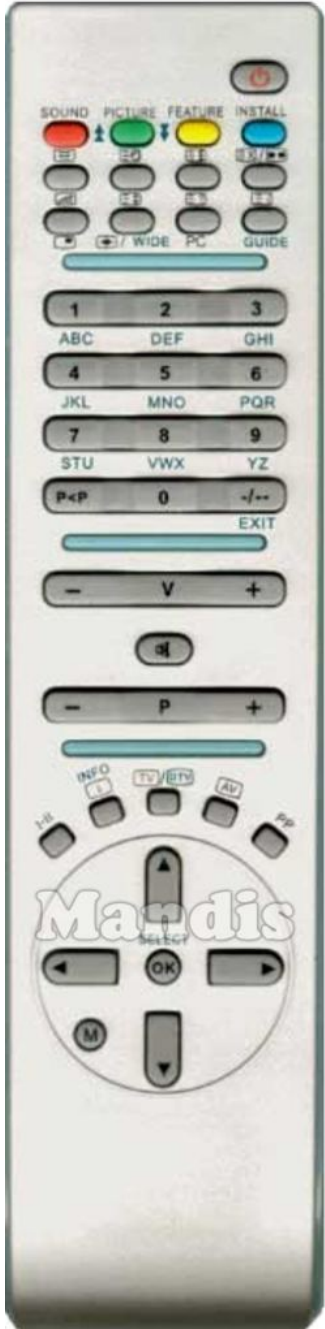 SOUND PICTURE FEATURE INSTALL
WIDE PC GUIDE
1 2 3
ABC DEF GHI
4 5 6
JKL MNO PQR
7 8 9
STU VWX YZ
P<P 0 -/--
EXIT
- V +
- P +
INFO TV/DTV AV
i
I-II PP
Mandis
SELECT
OK
M